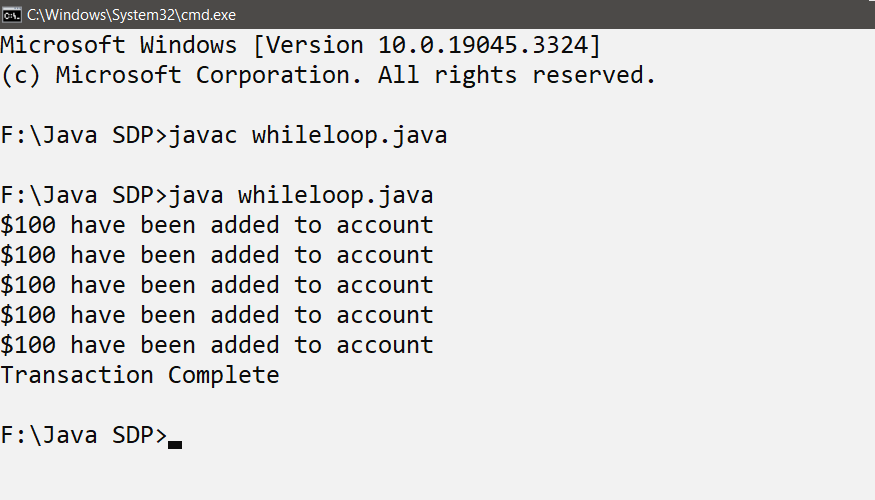 C:\Windows\System32\cmd.exe
Microsoft Windows [Version 10.0.19045.3324]
(c) Microsoft Corporation. All rights reserved.
F:\Java SDP>javac whileloop.java
F:\Java SDP>java whileloop.java
$100 have been added to account
$100 have been added to account
$100 have been added to account
$100 have been added to account
$100 have been added to account
Transaction Complete
F:\Java SDP>